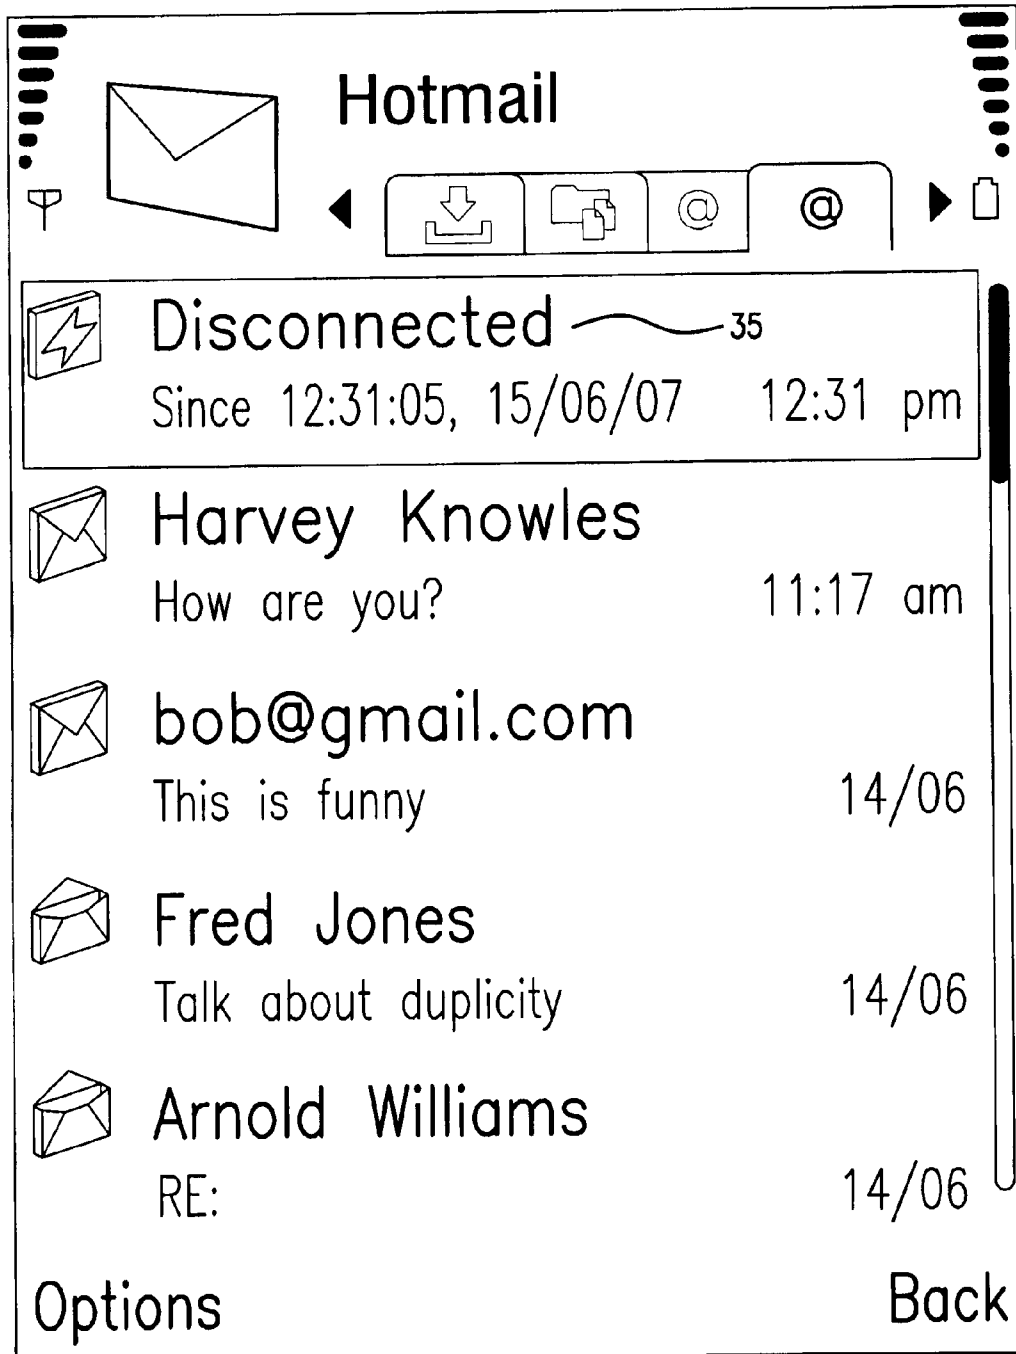 Hotmail
@ @
Disconnected 35
Since 12:31:05, 15/06/07 12:31 pm
Harvey Knowles
How are you? 11:17 am
bob@gmail.com
This is funny 14/06
Fred Jones
Talk about duplicity 14/06
Arnold Williams
RE: 14/06
Options Back